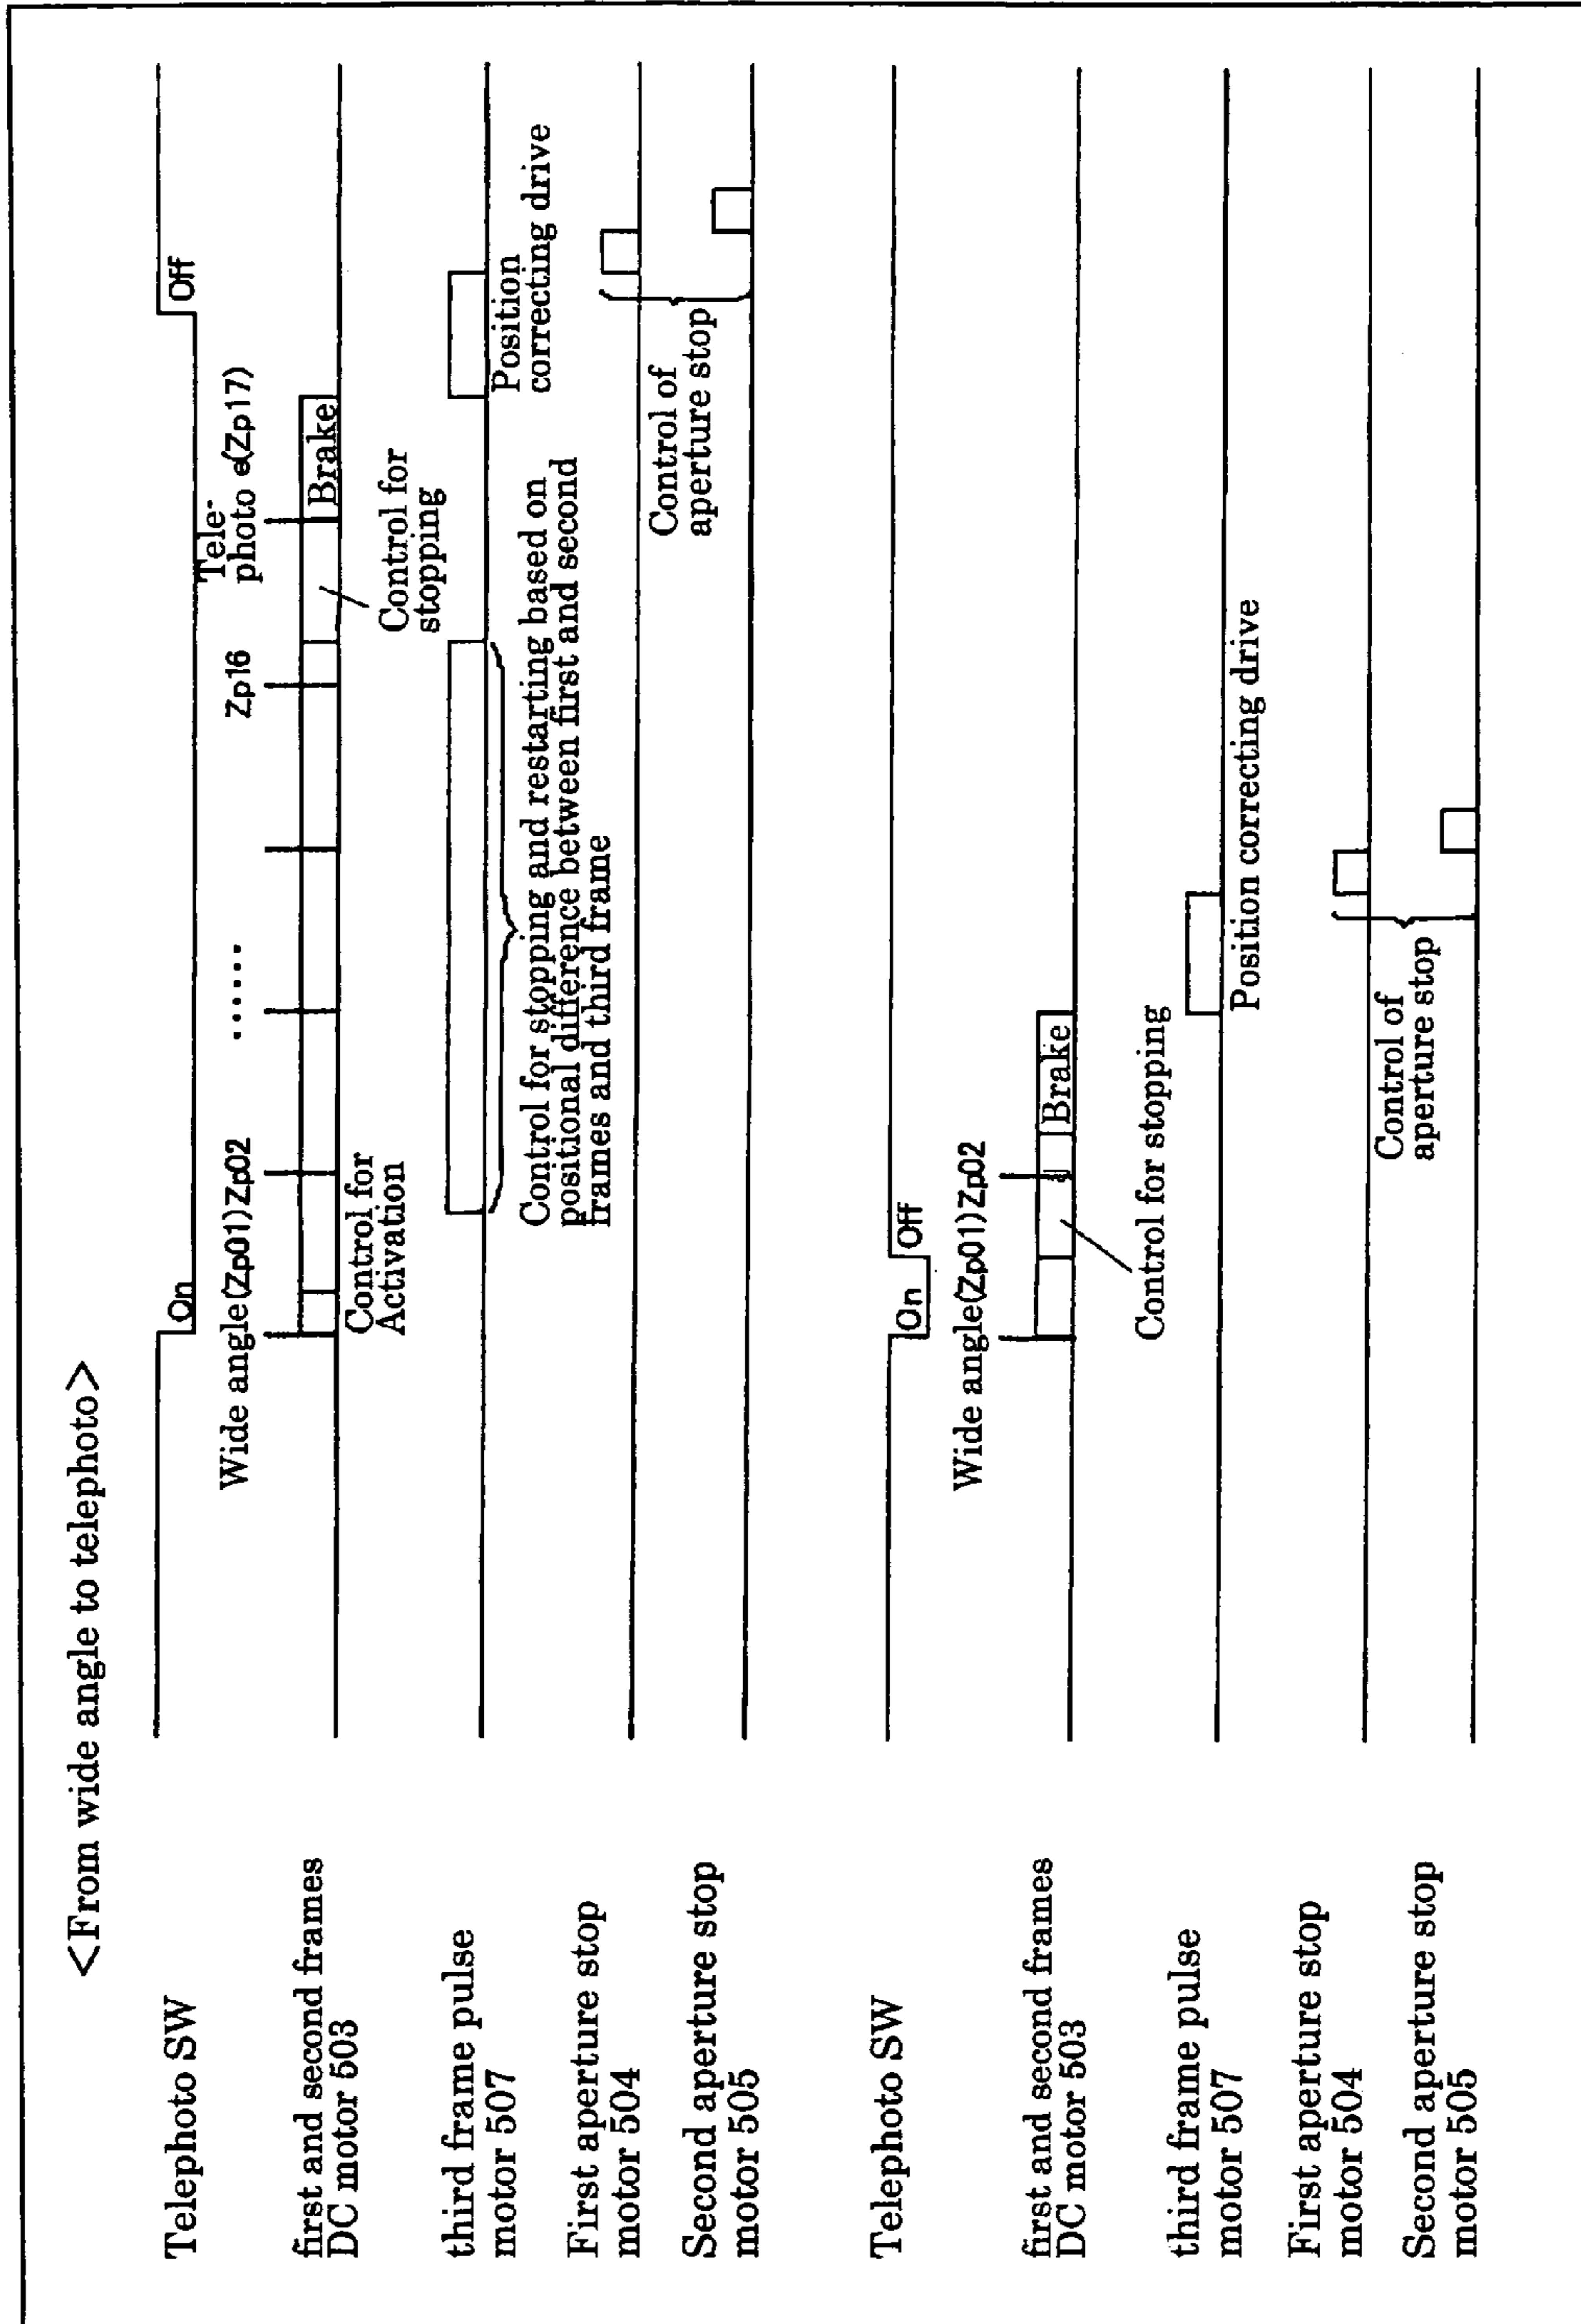 <From wide angle to telephoto>
Telephoto SW
On
Off
Wide angle(Zp01)Zp02
......
Zp16
Tele-
photo e(Zp17)
first and second frames
DC motor 503
Brake
Control for
Activation
Control for
stopping
third frame pulse
motor 507
Control for stopping and restarting based on
positional difference between first and second
frames and third frame
Position
correcting drive
First aperture stop
motor 504
Control of
aperture stop
Second aperture stop
motor 505
Telephoto SW
On
Off
Wide angle(Zp01)Zp02
first and second frames
DC motor 503
Brake
Control for stopping
third frame pulse
motor 507
Position correcting drive
First aperture stop
motor 504
Control of
aperture stop
Second aperture stop
motor 505